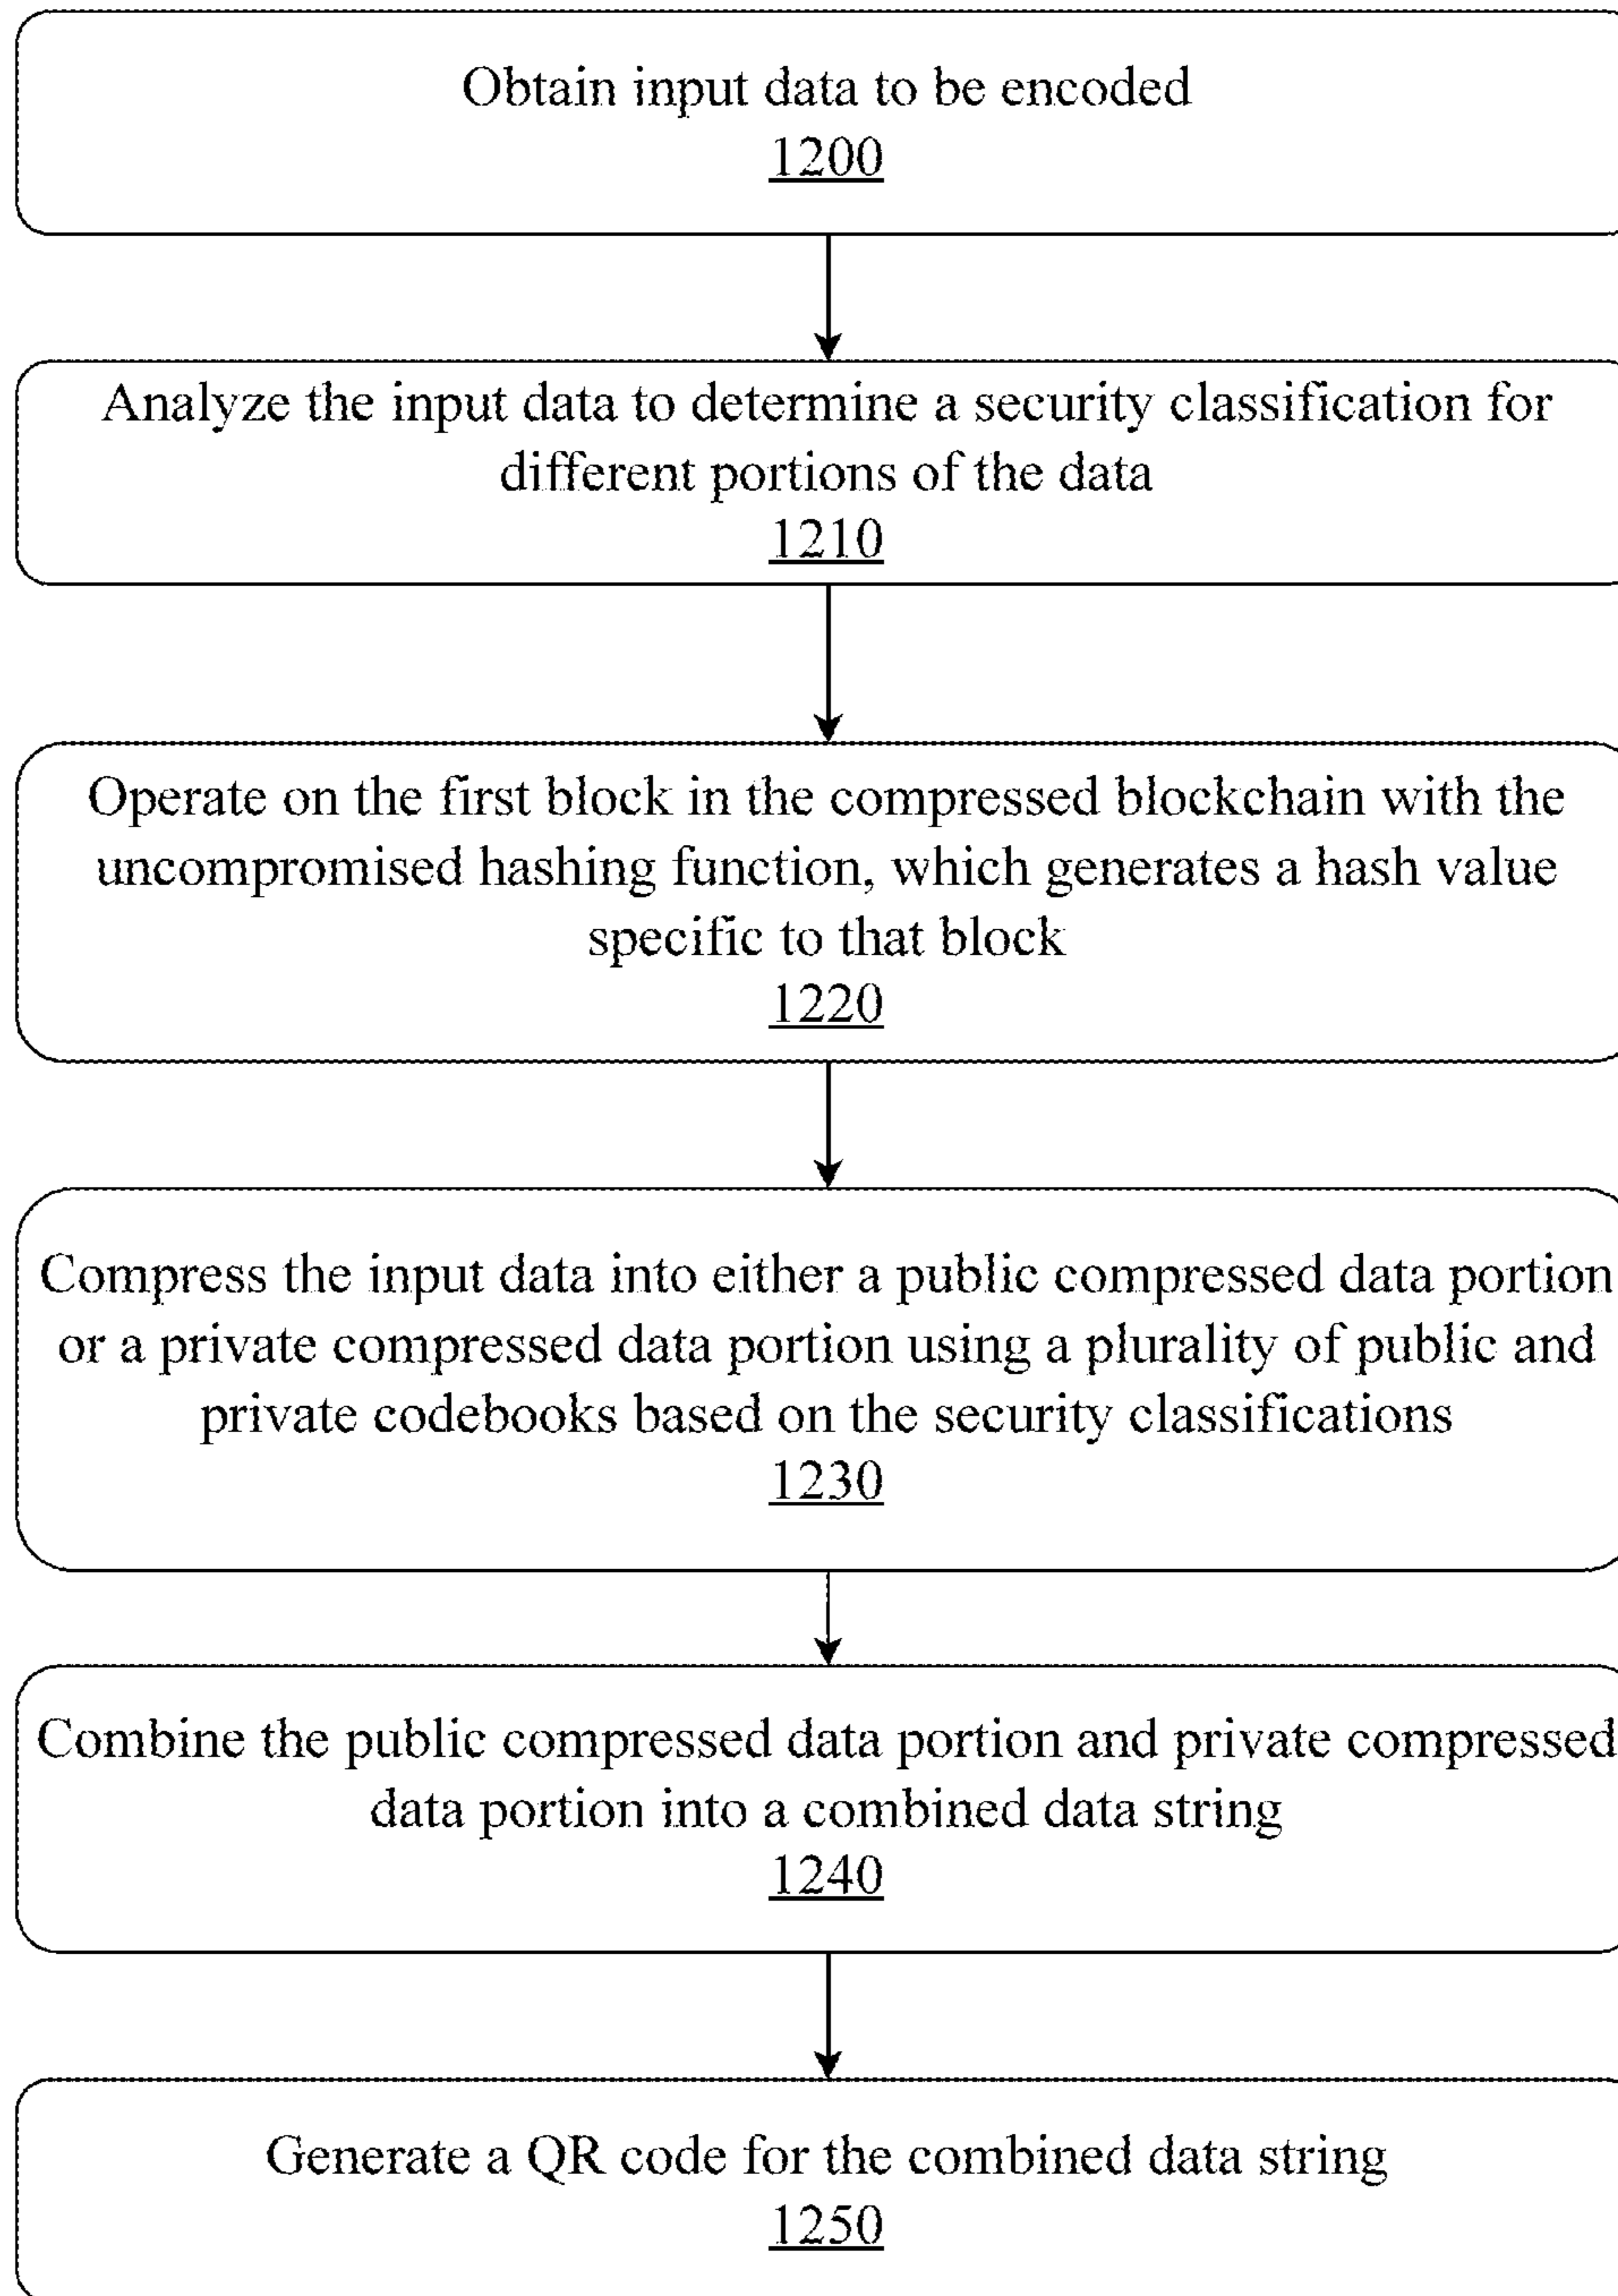 Obtain input data to be encoded
1200
Analyze the input data to determine a security classification for
different portions of the data
1210
Operate on the first block in the compressed blockchain with the
uncompromised hashing function, which generates a hash value
specific to that block
1220
Compress the input data into either a public compressed data portion
or a private compressed data portion using a plurality of public and
private codebooks based on the security classifications
1230
Combine the public compressed data portion and private compressed
data portion into a combined data string
1240
Generate a QR code for the combined data string
1250